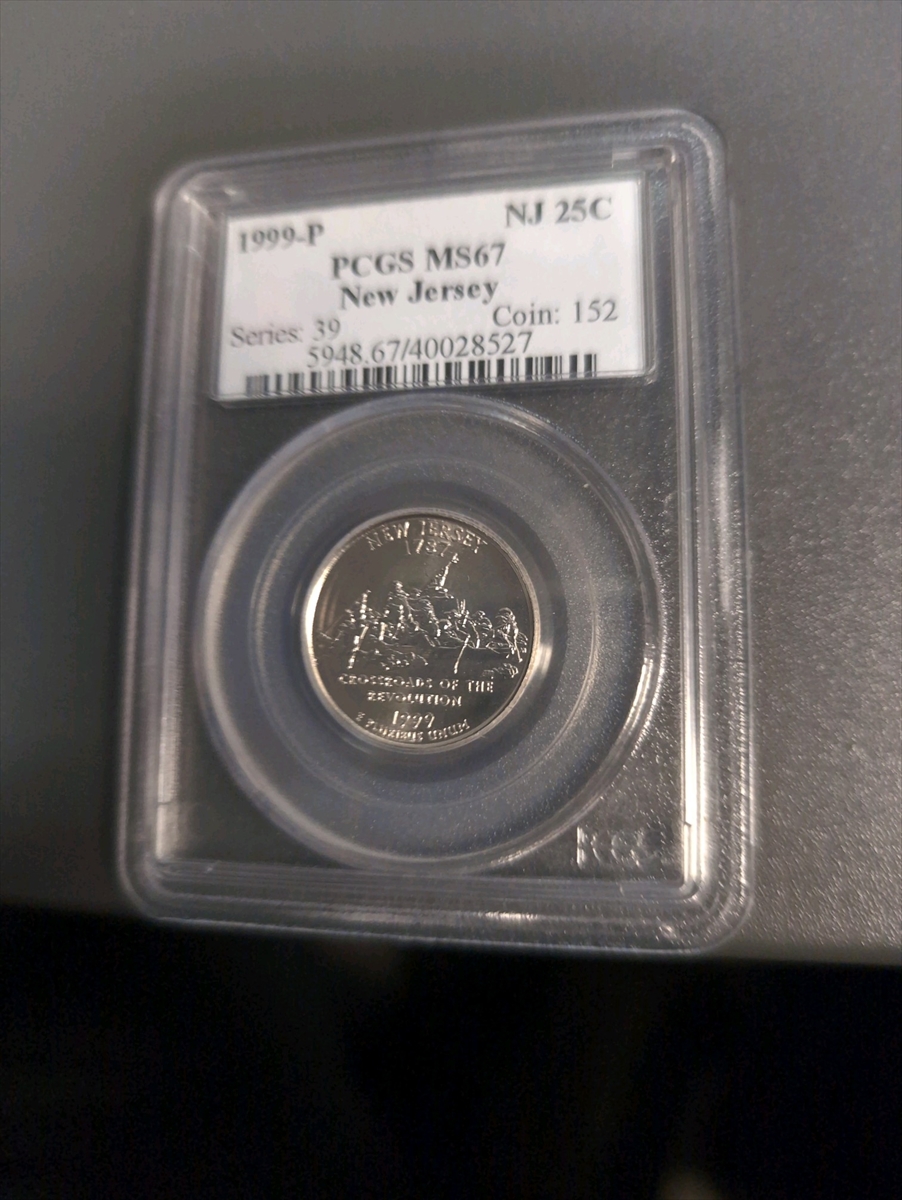 1999-P NJ 25C
PCGS MS67
New Jersey
Series: 39 Coin: 152
5948.67/40028527
NEW JERSEY
1787
CROSSROADS OF THE
REVOLUTION
1999
E PLURIBUS UNUM
PCGS